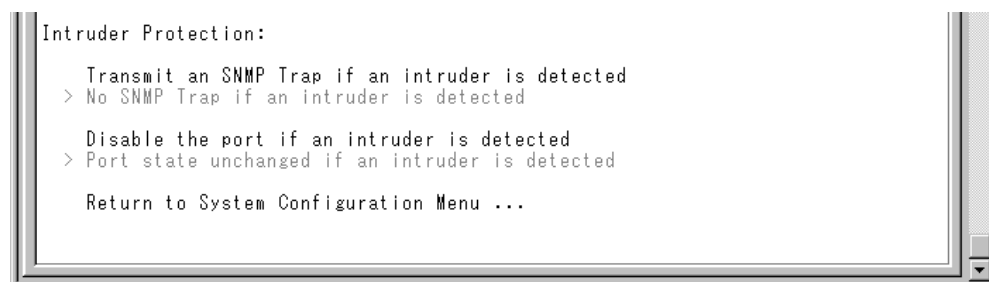 Intruder Protection:
Transmit an SNMP Trap if an intruder is detected
> No SNMP Trap if an intruder is detected
Disable the port if an intruder is detected
> Port state unchanged if an intruder is detected
Return to System Configuration Menu ...